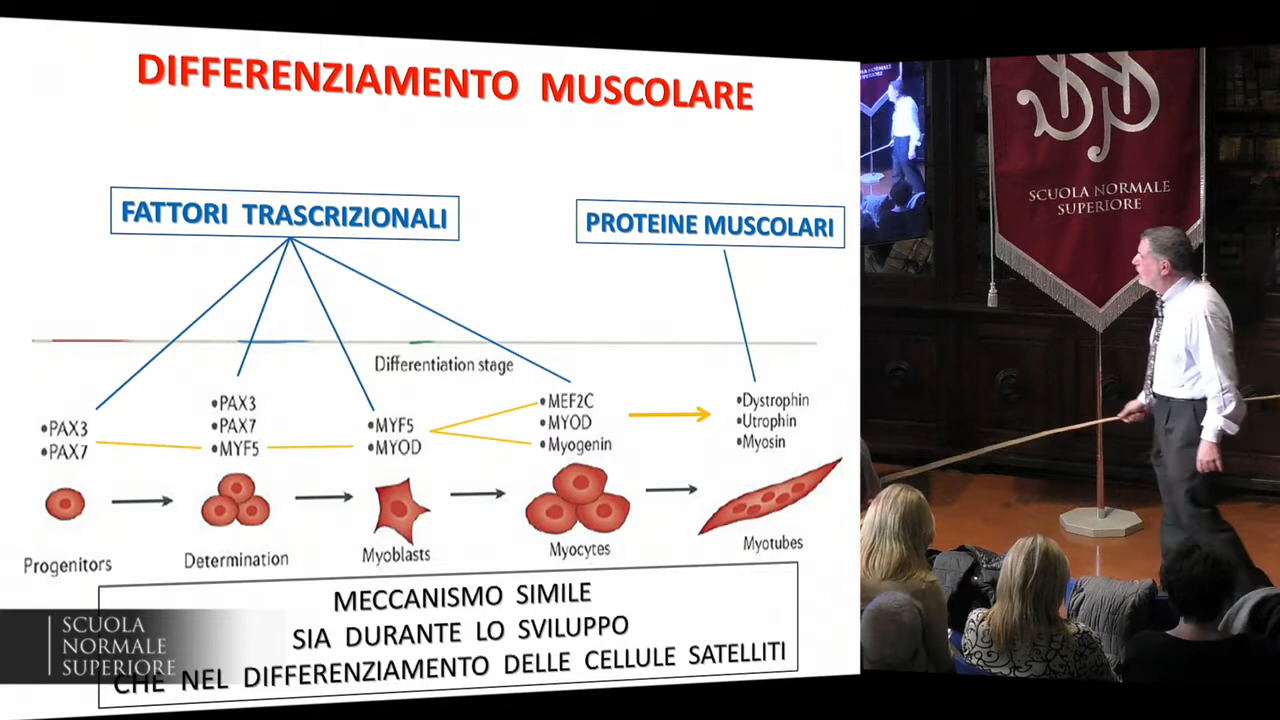 DIFFERENZIAMENTO MUSCOLARE
FATTORI TRASCRIZIONALI
PROTEINE MUSCOLARI
Differentiation stage
•PAX3
•PAX7
•PAX3
•PAX7
•MYF5
•MYF5
•MYOD
•MEF2C
•MYOD
•Myogenin
•Dystrophin
•Utrophin
•Myosin
Progenitors
Determination
Myoblasts
Myocytes
Myotubes
MECCANISMO SIMILE
SIA DURANTE LO SVILUPPO
CHE NEL DIFFERENZIAMENTO DELLE CELLULE SATELLITI
SCUOLA
NORMALE
SUPERIORE
SCUOLA NORMALE
SUPERIORE